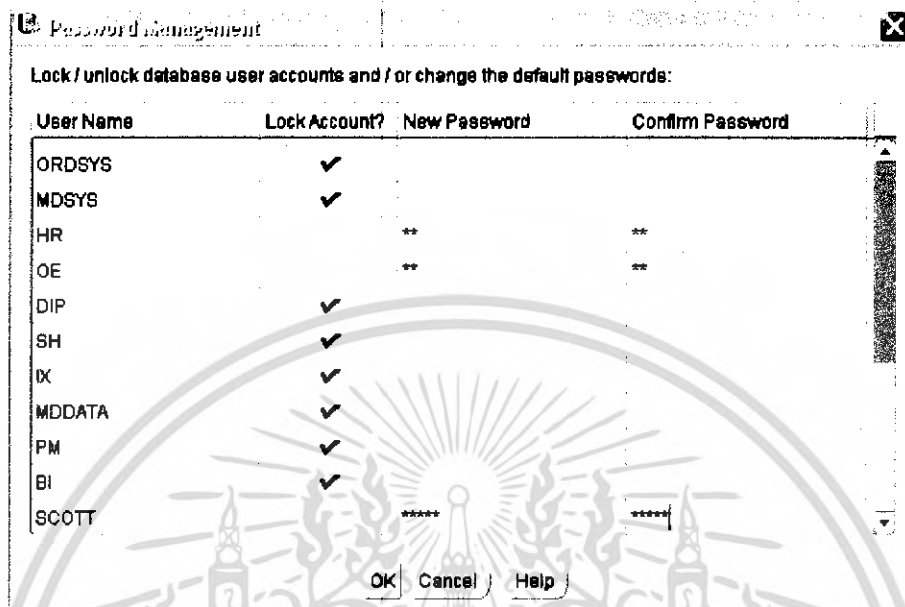 Password Management
Lock / unlock database user accounts and / or change the default passwords:
User Name Lock Account? New Password Confirm Password
ORDSYS ✔
MDSYS ✔
HR ** **
OE ** **
DIP ✔
SH ✔
IX ✔
MDDATA ✔
PM ✔
BI ✔
SCOTT ***** *****
OK Cancel Help